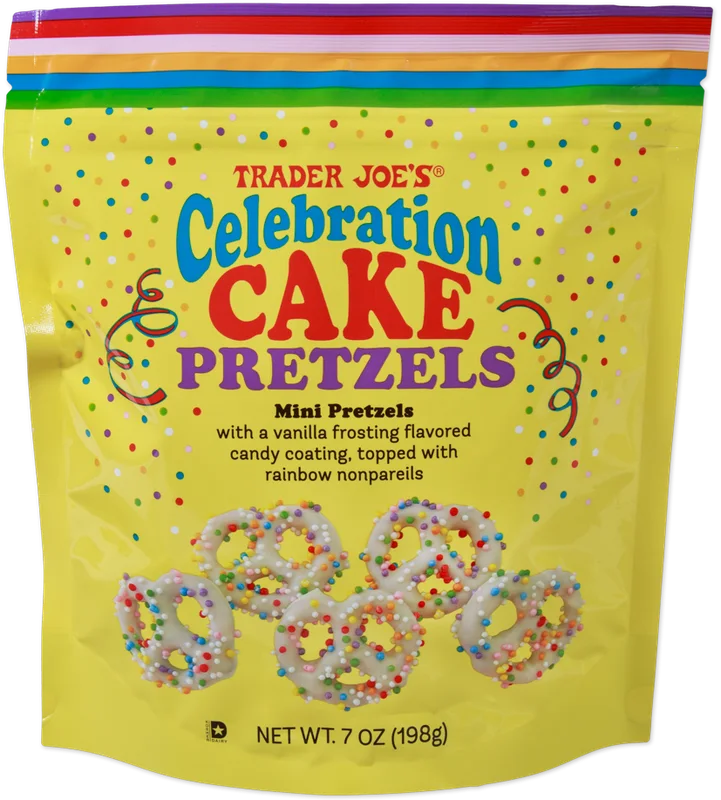 TRADER JOE'S®
Celebration
CAKE
PRETZELS
Mini Pretzels
with a vanilla frosting flavored
candy coating, topped with
rainbow nonpareils
D
NET WT. 7 OZ (198g)